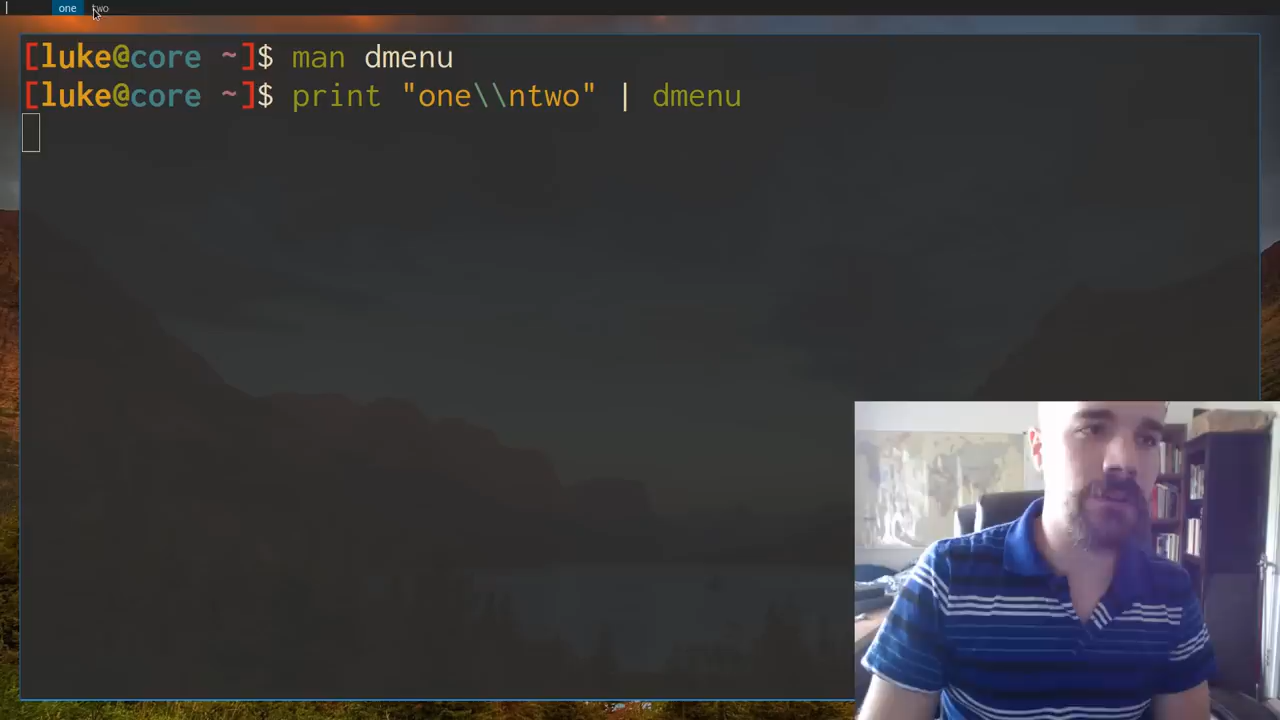 one two
[luke@core ~]$ man dmenu
[luke@core ~]$ print "one\\ntwo" | dmenu